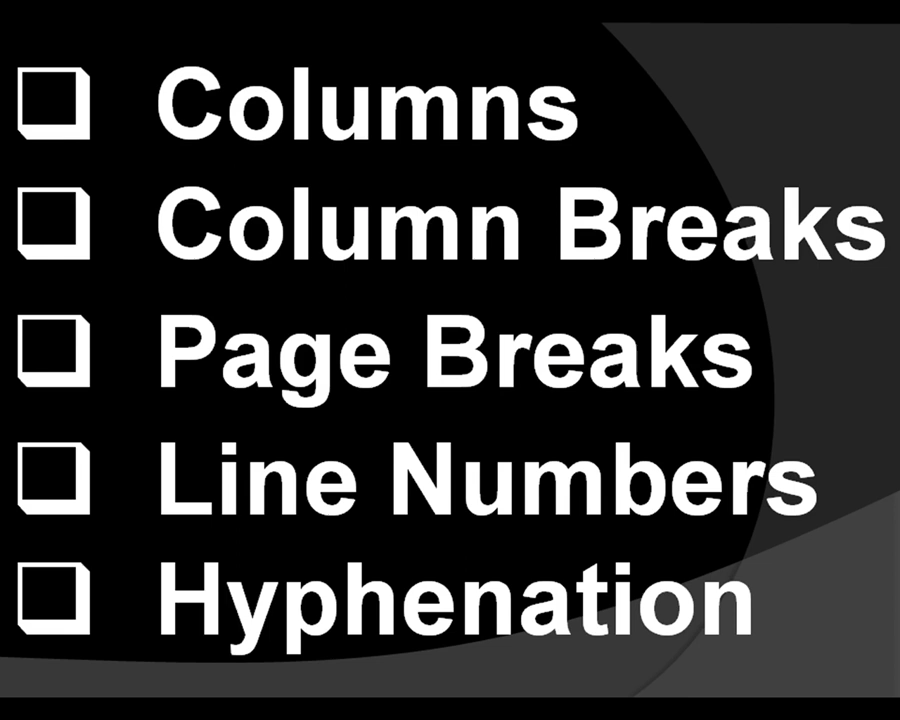 Columns
Column Breaks
Page Breaks
Line Numbers
Hyphenation